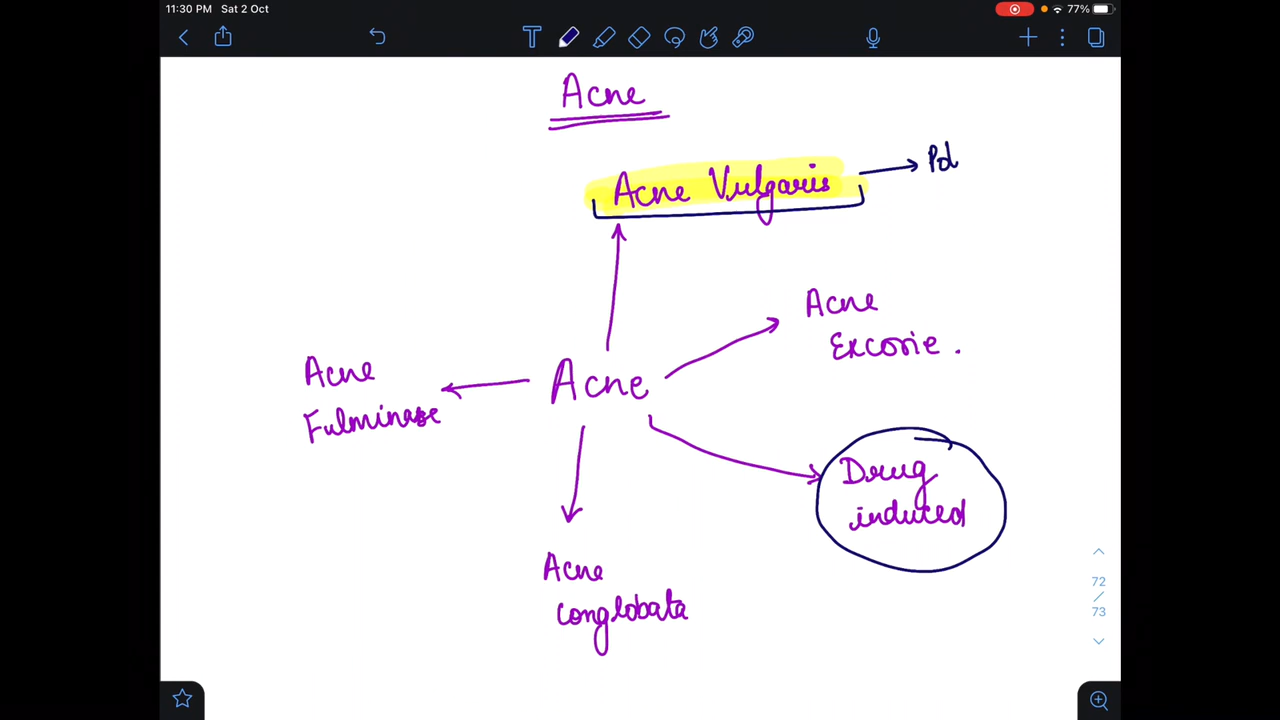 11:30 PM Sat 2 Oct 77%
T
Acne
Acne Vulgaris
Pol
Acne
Excorie.
Acne
Fulminase
Acne
Drug
induced
Acne
conglobata
72
/
73